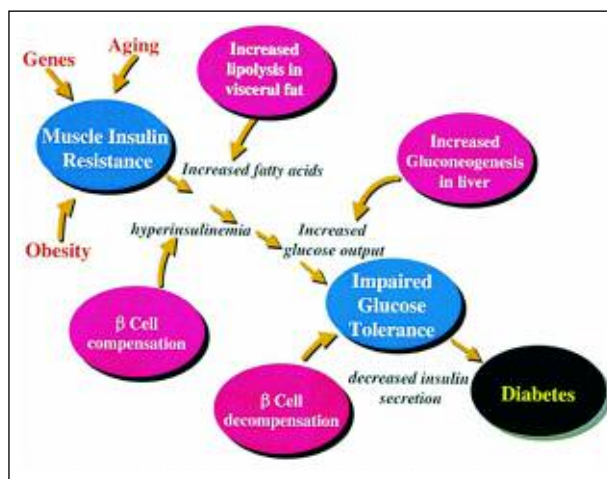 Genes
Aging
Increased
lipolysis in
visceral fat
Muscle Insulin
Resistance
Increased fatty acids
Increased
Gluconeogenesis
in liver
Obesity
hyperinsulinemia
Increased
glucose output
β Cell
compensation
Impaired
Glucose
Tolerance
β Cell
decompensation
decreased insulin
secretion
Diabetes